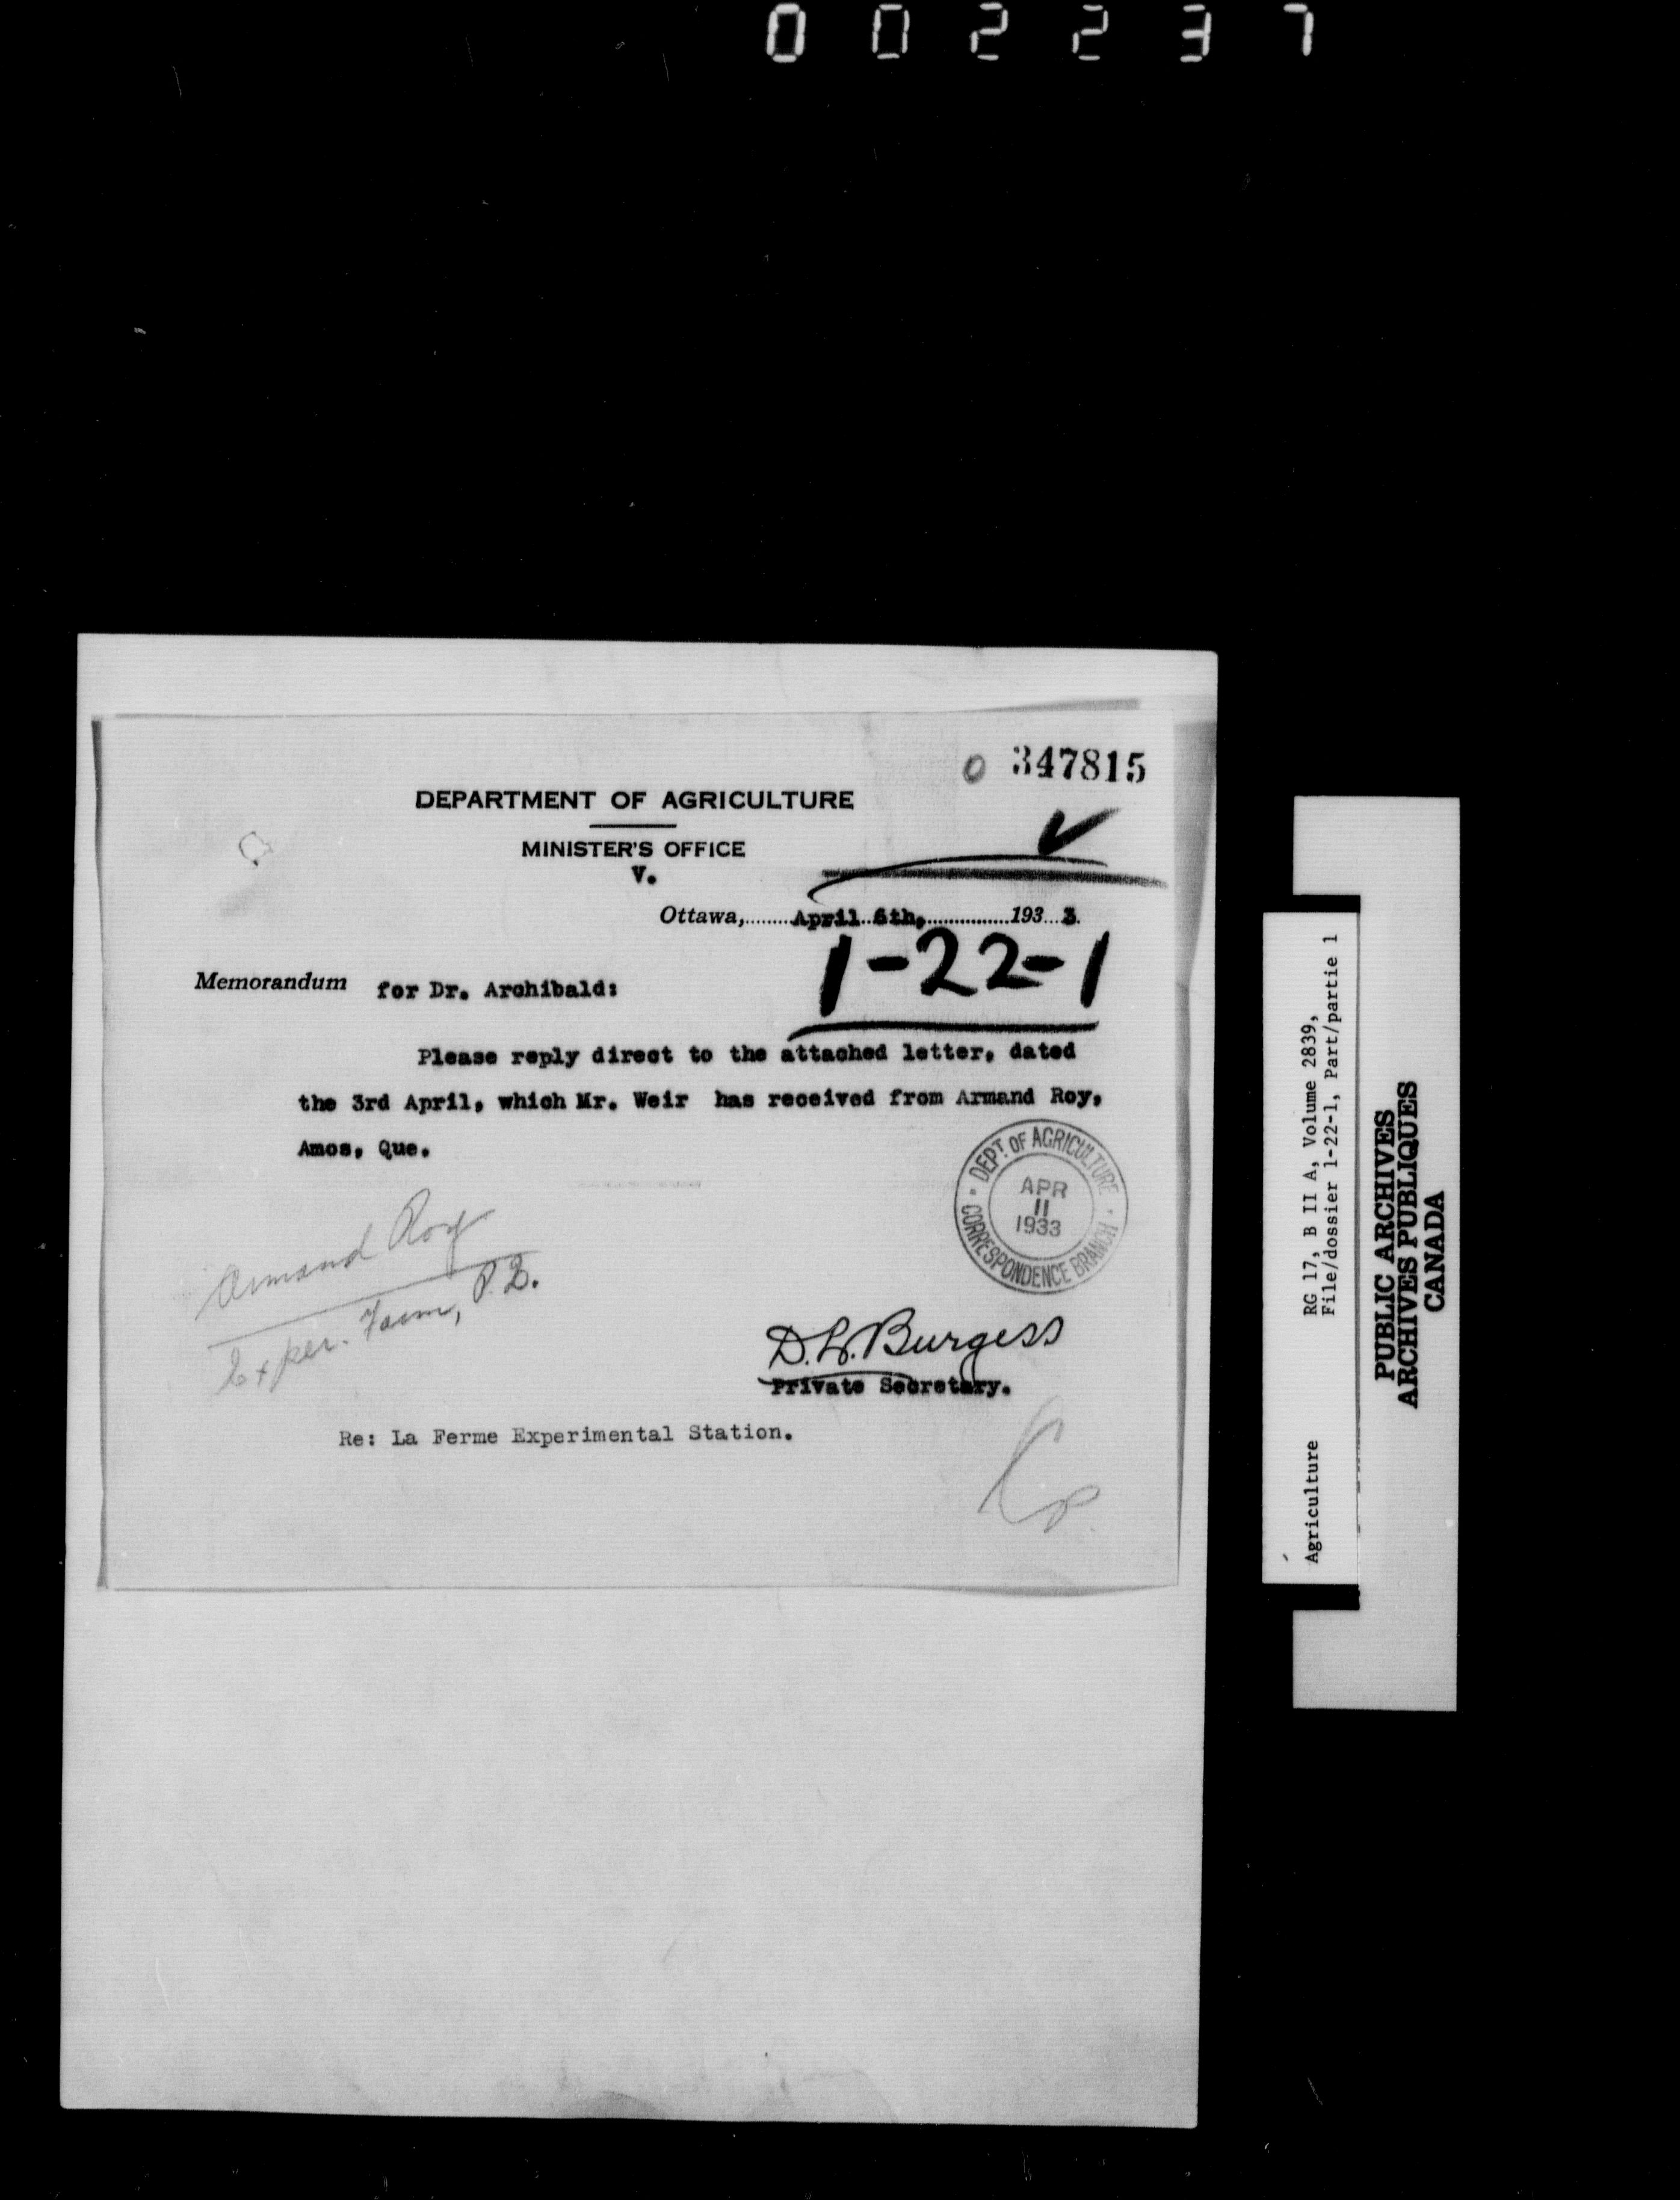 002237
0 347815
DEPARTMENT OF AGRICULTURE
MINISTER'S OFFICE
V.
Ottawa,........April..6th,...............193...3.
1-22-1
Memorandum for Dr. Archibald:
Please reply direct to the attached letter, dated
the 3rd April, which Mr. Weir has received from Armand Roy,
Amos, Que.
DEPT. OF AGRICULTURE
APR
11
1933
CORRESPONDENCE BRANCH
Armand Roy
Exper. Farm, P.Q.
D.L. Burgess
Private Secretary.
Re: La Ferme Experimental Station.
Agriculture RG 17, B II A, Volume 2839,
File/dossier 1-22-1, Part/partie 1
PUBLIC ARCHIVES
ARCHIVES PUBLIQUES
CANADA